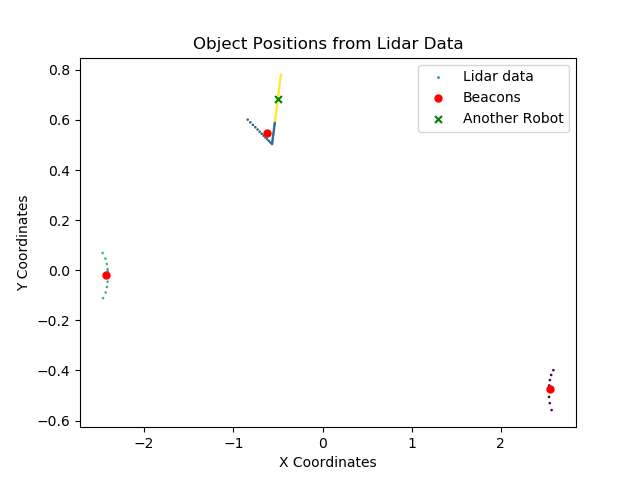 Object Positions from Lidar Data
Lidar data
Beacons
Another Robot
0.8
0.6
0.4
0.2
0.0
−0.2
−0.4
−0.6
Y Coordinates
−2
−1
0
1
2
X Coordinates